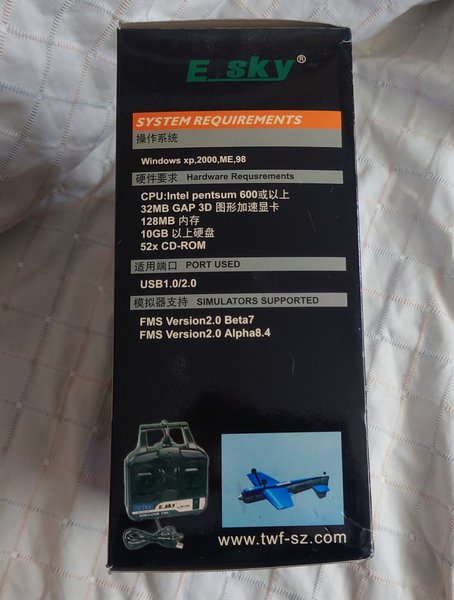 E_sky®
SYSTEM REQUIREMENTS
操作系统
Windows xp,2000,ME,98
硬件要求 Hardware Requsrements
CPU:Intel pentsum 600或以上
32MB GAP 3D 图形加速显卡
128MB 内存
10GB 以上硬盘
52x CD-ROM
适用端口 PORT USED
USB1.0/2.0
模拟器支持 SIMULATORS SUPPORTED
FMS Version2.0 Beta7
FMS Version2.0 Alpha8.4
E_sky
www.twf-sz.com